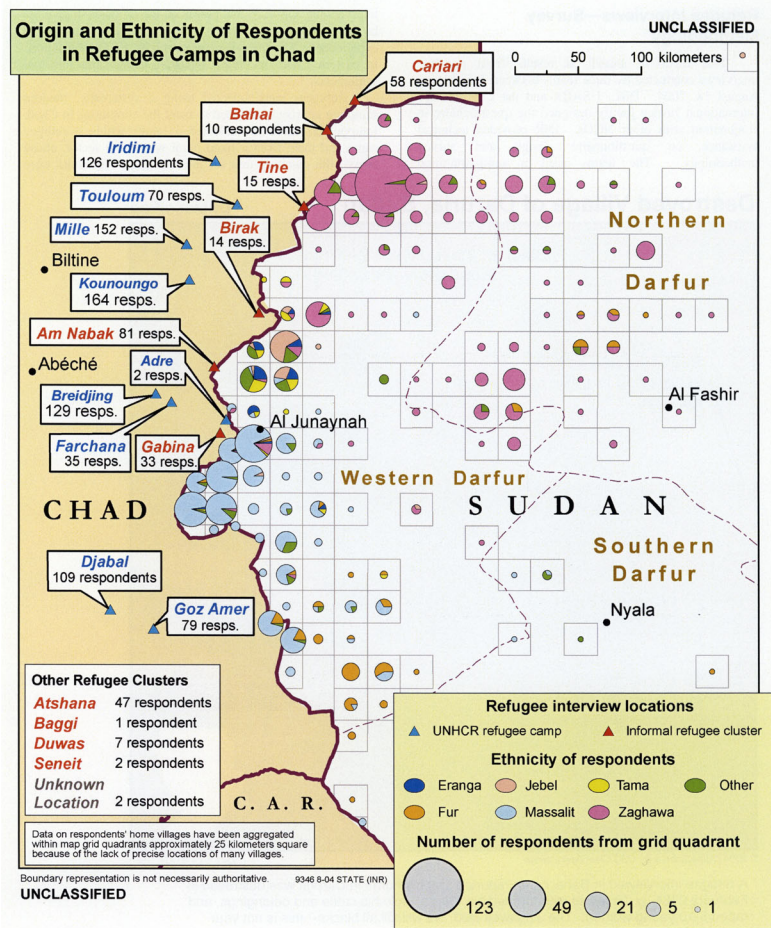 Origin and Ethnicity of Respondents
in Refugee Camps in Chad
UNCLASSIFIED
0 50 100 kilometers
Cariari
58 respondents
Bahai
10 respondents
Iridimi
126 respondents
Tine
15 resps.
Touloum 70 resps.
Mille 152 resps.
Birak
14 resps.
Northern
Darfur
Biltine
Kounoungo
164 resps.
Am Nabak 81 resps.
Abéché
Adre
2 resps.
Breidjing
129 resps.
Al Fashir
Al Junaynah
Farchana
35 resps.
Gabina
33 resps.
Western Darfur
CHAD
SUDAN
Southern
Darfur
Djabal
109 respondents
Goz Amer
79 resps.
Nyala
Other Refugee Clusters
Atshana 47 respondents
Baggi 1 respondent
Duwas 7 respondents
Seneit 2 respondents
Unknown
Location 2 respondents
C. A. R.
Data on respondents' home villages have been aggregated
within map grid quadrants approximately 25 kilometers square
because of the lack of precise locations of many villages.
Boundary representation is not necessarily authoritative.
9346 8-04 STATE (INR)
UNCLASSIFIED
Refugee interview locations
UNHCR refugee camp
Informal refugee cluster
Ethnicity of respondents
Eranga Jebel Tama Other
Fur Massalit Zaghawa
Number of respondents from grid quadrant
123 49 21 5 1